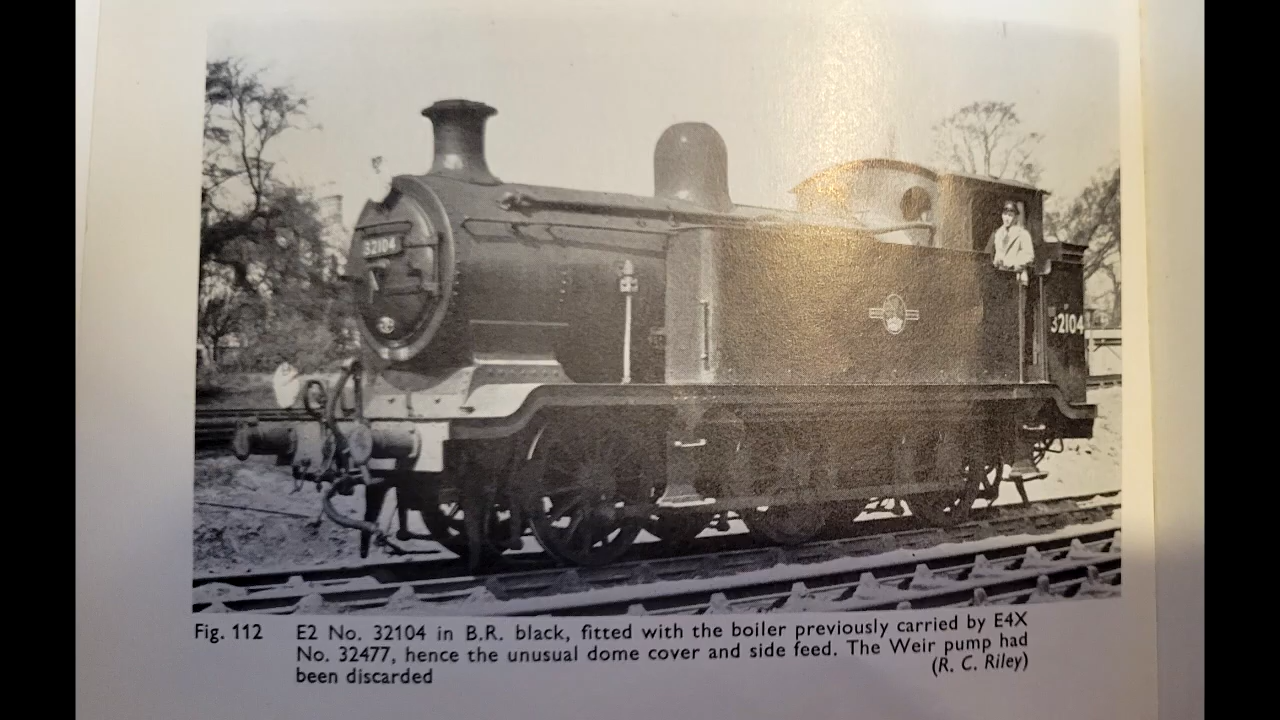 32104
32104
Fig. 112 E2 No. 32104 in B.R. black, fitted with the boiler previously carried by E4X
No. 32477, hence the unusual dome cover and side feed. The Weir pump had
been discarded (R. C. Riley)